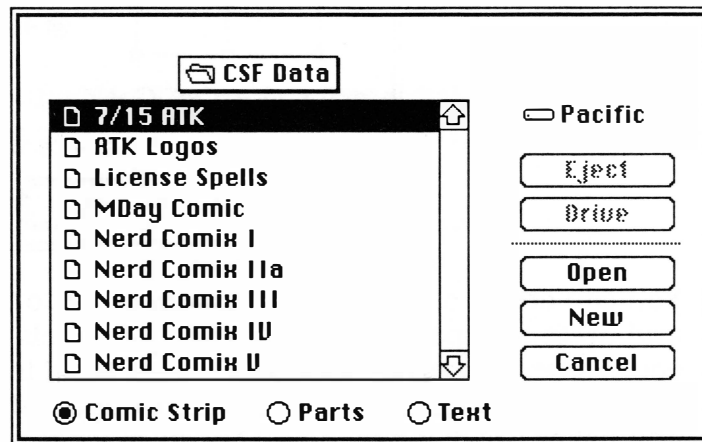 CSF Data
7/15 ATK
ATK Logos
License Spells
MDay Comic
Nerd Comix I
Nerd Comix IIa
Nerd Comix III
Nerd Comix IV
Nerd Comix V
Pacific
Eject
Drive
Open
New
Cancel
Comic Strip Parts Text